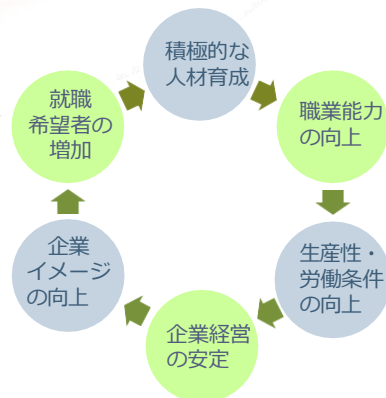 積極的な
人材育成
職業能力
の向上
生産性・
労働条件
の向上
企業経営
の安定
企業
イメージ
の向上
就職
希望者の
増加